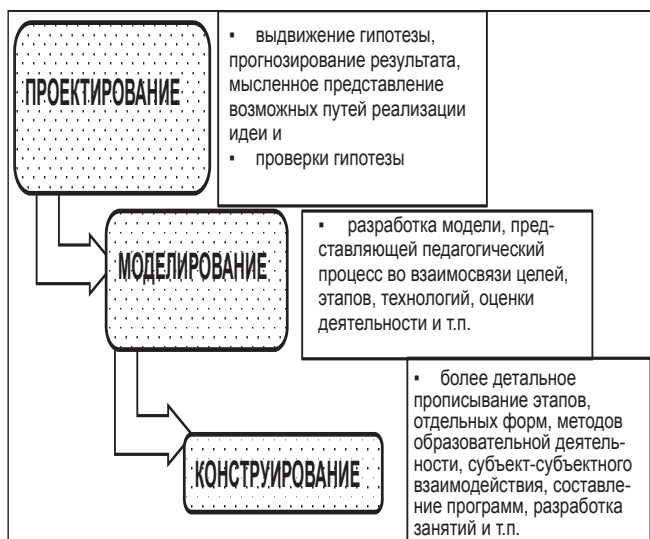 ПРОЕКТИРОВАНИЕ
▪ выдвижение гипотезы,
прогнозирование результата,
мысленное представление
возможных путей реализации
идеи и
▪ проверки гипотезы
МОДЕЛИРОВАНИЕ
▪ разработка модели, пред-
ставляющей педагогический
процесс во взаимосвязи целей,
этапов, технологий, оценки
деятельности и т.п.
КОНСТРУИРОВАНИЕ
▪ более детальное
прописывание этапов,
отдельных форм, методов
образовательной деятель-
ности, субъект-субъектного
взаимодействия, составле-
ние программ, разработка
занятий и т.п.